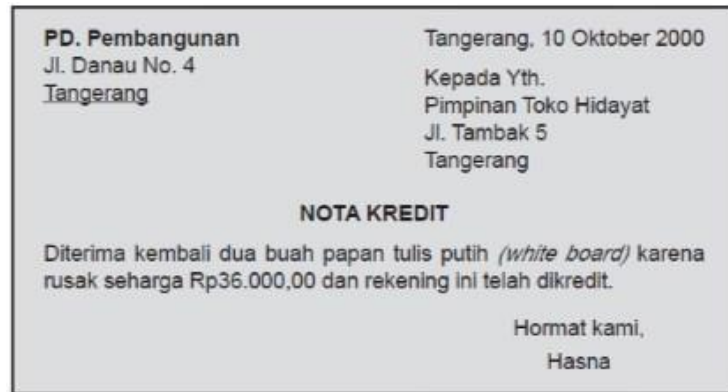 PD. Pembangunan
Jl. Danau No. 4
Tangerang
Tangerang, 10 Oktober 2000
Kepada Yth.
Pimpinan Toko Hidayat
Jl. Tambak 5
Tangerang
NOTA KREDIT
Diterima kembali dua buah papan tulis putih (white board) karena
rusak seharga Rp36.000,00 dan rekening ini telah dikredit.
Hormat kami,
Hasna